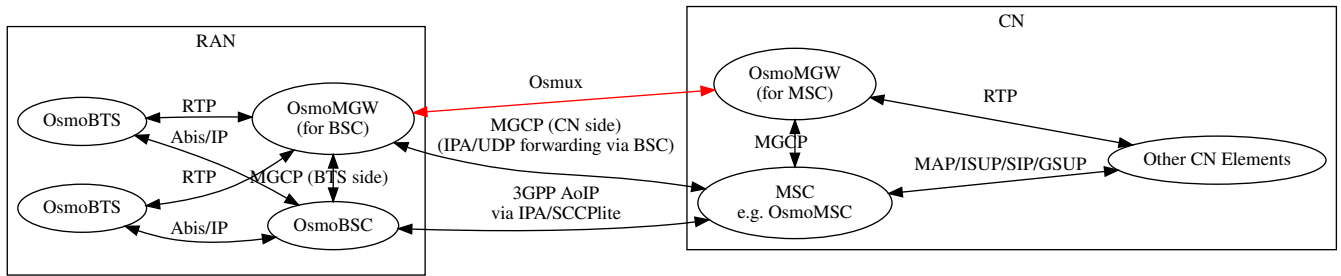 RAN
CN
OsmoBTS
OsmoBTS
RTP
Abis/IP
RTP
Abis/IP
OsmoMGW
(for BSC)
MGCP (BTS side)
OsmoBSC
Osmux
MGCP (CN side)
(IPA/UDP forwarding via BSC)
3GPP AoIP
via IPA/SCCPlite
OsmoMGW
(for MSC)
MGCP
MSC
e.g. OsmoMSC
RTP
MAP/ISUP/SIP/GSUP
Other CN Elements